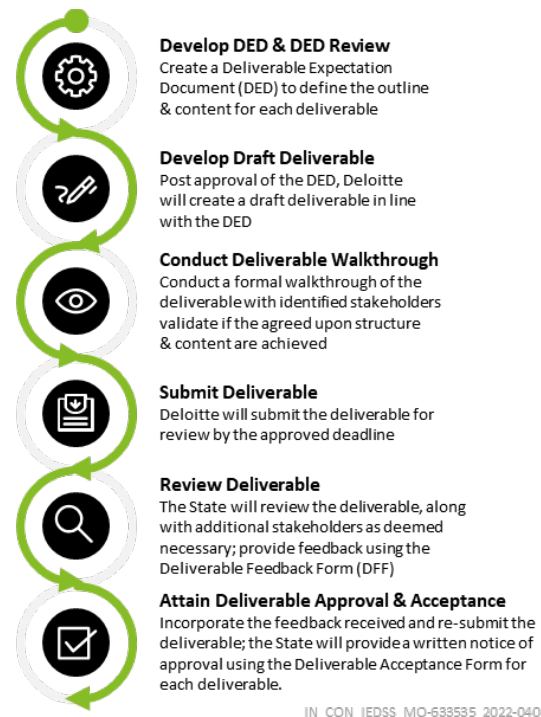 Develop DED & DED Review
Create a Deliverable Expectation
Document (DED) to define the outline
& content for each deliverable
Develop Draft Deliverable
Post approval of the DED, Deloitte
will create a draft deliverable in line
with the DED
Conduct Deliverable Walkthrough
Conduct a formal walkthrough of the
deliverable with identified stakeholders
validate if the agreed upon structure
& content are achieved
Submit Deliverable
Deloitte will submit the deliverable for
review by the approved deadline
Review Deliverable
The State will review the deliverable, along
with additional stakeholders as deemed
necessary; provide feedback using the
Deliverable Feedback Form (DFF)
Attain Deliverable Approval & Acceptance
Incorporate the feedback received and re-submit the
deliverable; the State will provide a written notice of
approval using the Deliverable Acceptance Form for
each deliverable.
IN_CON_IEDSS_MO-633535_2022-040